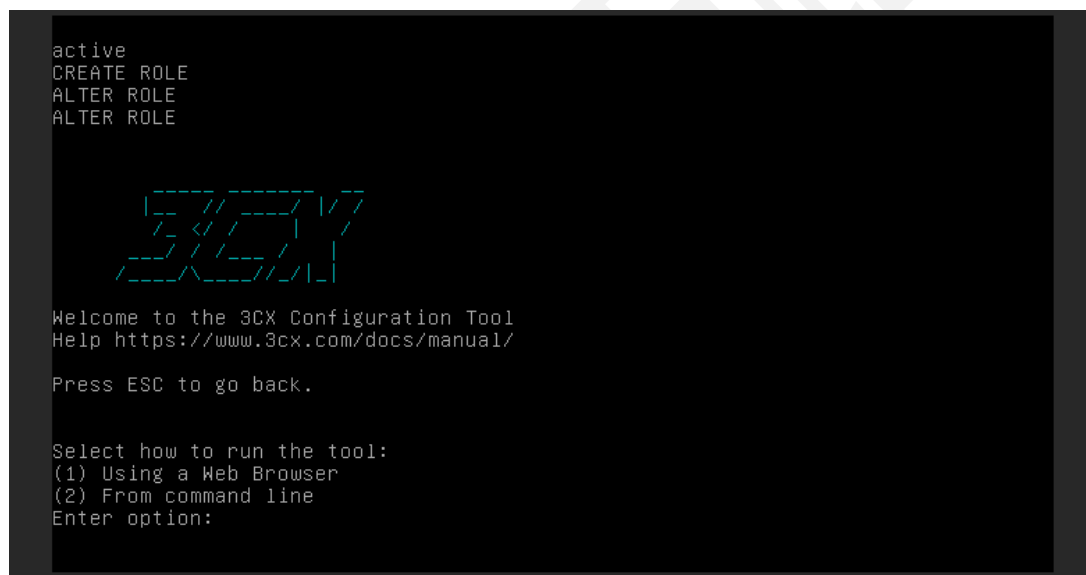 active
CREATE ROLE
ALTER ROLE
ALTER ROLE
3CX
Welcome to the 3CX Configuration Tool
Help https://www.3cx.com/docs/manual/
Press ESC to go back.
Select how to run the tool:
(1) Using a Web Browser
(2) From command line
Enter option: